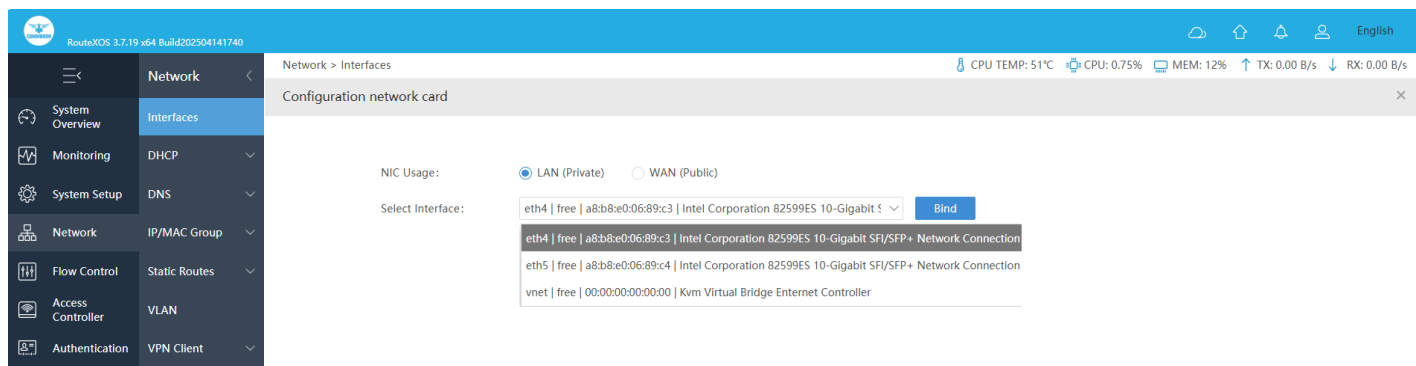 RouteXOS 3.7.19 x64 Build202504141740
English
Network
Network > Interfaces
CPU TEMP: 51°C CPU: 0.75% MEM: 12% TX: 0.00 B/s RX: 0.00 B/s
Configuration network card
System Overview
Monitoring
System Setup
Network
Flow Control
Access Controller
Authentication
Interfaces
DHCP
DNS
IP/MAC Group
Static Routes
VLAN
VPN Client
NIC Usage: LAN (Private) WAN (Public)
Select Interface: eth4 | free | a8:b8:e0:06:89:c3 | Intel Corporation 82599ES 10-Gigabit Bind
eth4 | free | a8:b8:e0:06:89:c3 | Intel Corporation 82599ES 10-Gigabit SFI/SFP+ Network Connection
eth5 | free | a8:b8:e0:06:89:c4 | Intel Corporation 82599ES 10-Gigabit SFI/SFP+ Network Connection
vnet | free | 00:00:00:00:00:00 | Kvm Virtual Bridge Enternet Controller